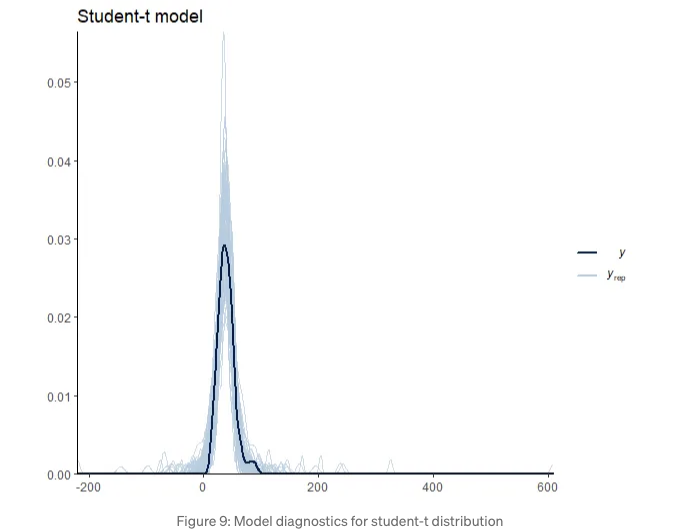 Student-t model
0.05
0.04
0.03
0.02
0.01
0.00
-200 0 200 400 600
y
y rep
Figure 9: Model diagnostics for student-t distribution